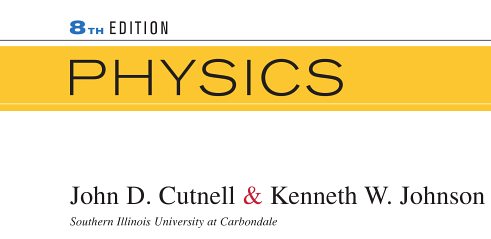 8TH EDITION
PHYSICS
John D. Cutnell & Kenneth W. Johnson
Southern Illinois University at Carbondale